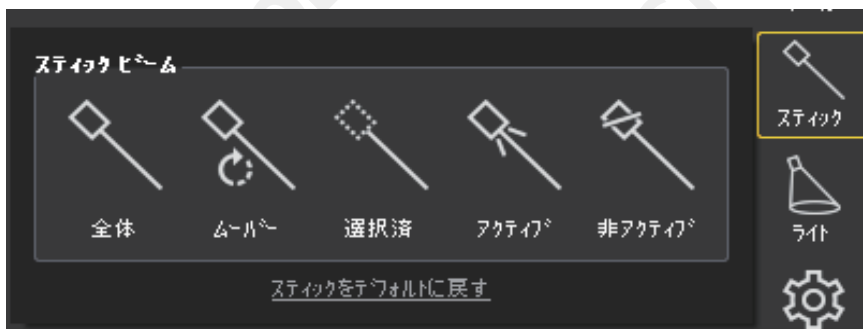 スティック ビーム
全体
ムーバー
選択済
アクティブ
非アクティブ
スティックをデフォルトに戻す
スティック
ライト